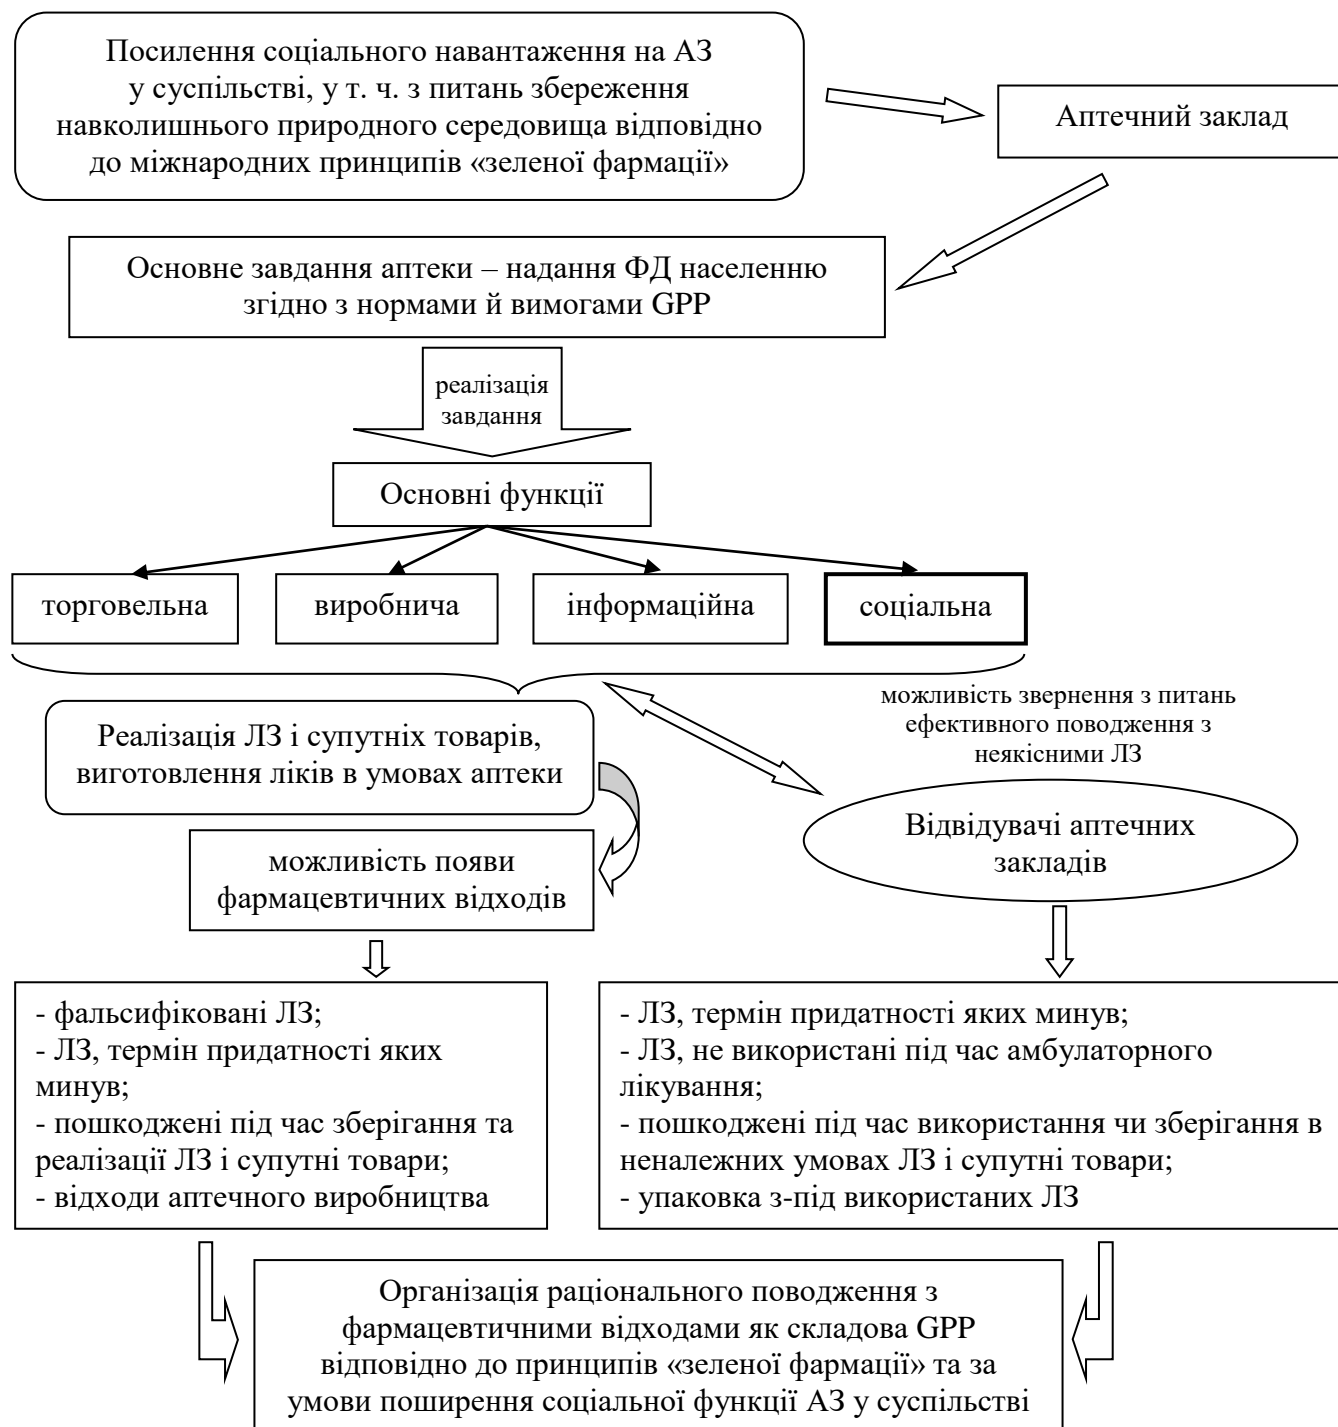 Посилення соціального навантаження на АЗ
у суспільстві, у т. ч. з питань збереження
навколишнього природного середовища відповідно
до міжнародних принципів «зеленої фармації»
Аптечний заклад
Основне завдання аптеки – надання ФД населенню
згідно з нормами й вимогами GPP
реалізація
завдання
Основні функції
торговельна
виробнича
інформаційна
соціальна
можливість звернення з питань
ефективного поводження з
неякісними ЛЗ
Реалізація ЛЗ і супутніх товарів,
виготовлення ліків в умовах аптеки
Відвідувачі аптечних
закладів
можливість появи
фармацевтичних відходів
- фальсифіковані ЛЗ;
- ЛЗ, термін придатності яких
минув;
- пошкоджені під час зберігання та
реалізації ЛЗ і супутні товари;
- відходи аптечного виробництва
- ЛЗ, термін придатності яких минув;
- ЛЗ, не використані під час амбулаторного
лікування;
- пошкоджені під час використання чи зберігання в
неналежних умовах ЛЗ і супутні товари;
- упаковка з-під використаних ЛЗ
Організація раціонального поводження з
фармацевтичними відходами як складова GPP
відповідно до принципів «зеленої фармації» та за
умови поширення соціальної функції АЗ у суспільстві